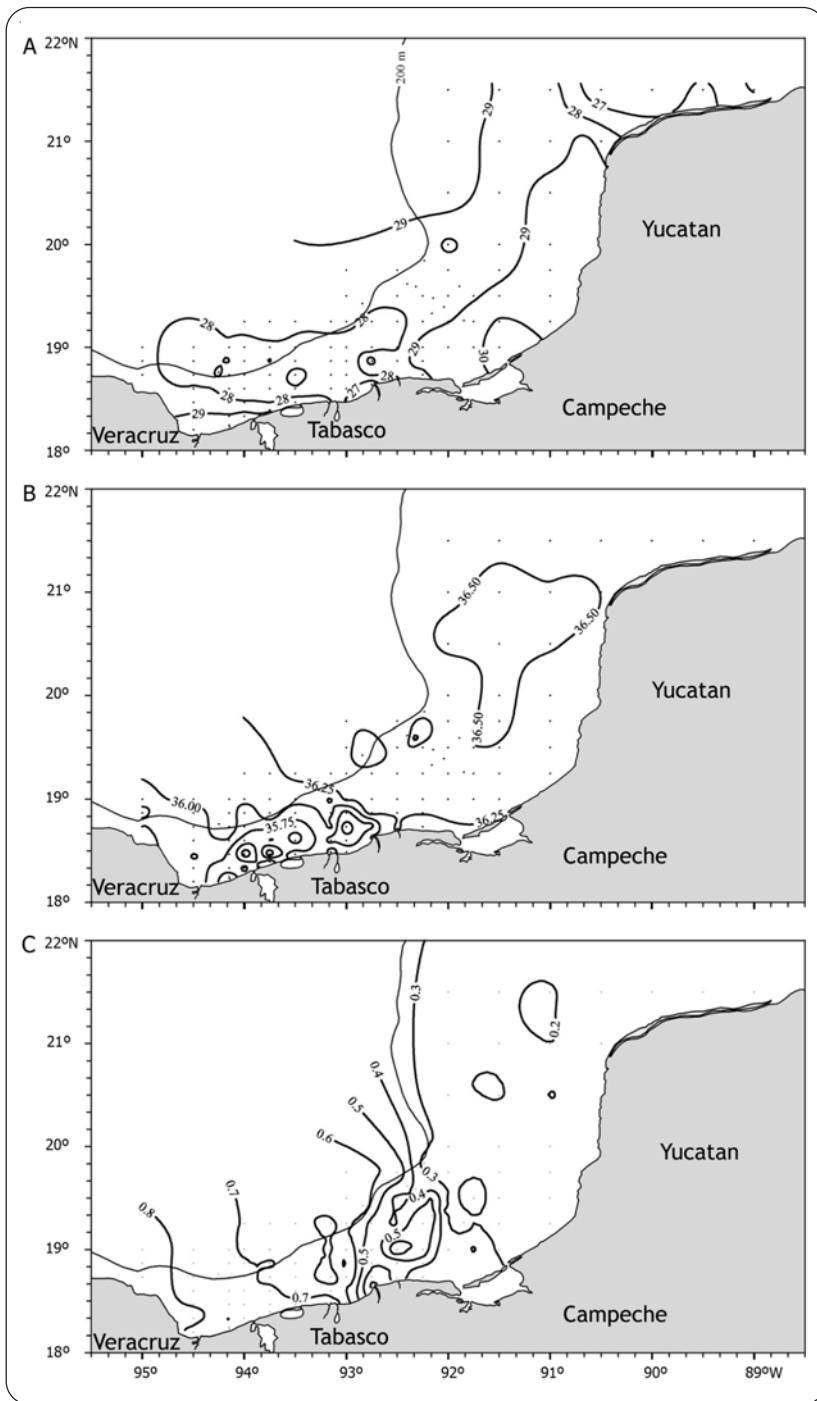 A
22ºN
21º
20º
19º
18º
200 m
29
28
27
29
29
28
28
29
30
28
27
28
29
Yucatan
Campeche
Tabasco
Veracruz
B
22ºN
21º
20º
19º
18º
36.50
36.50
36.50
36.25
36.00
35.75
36.25
Yucatan
Campeche
Tabasco
Veracruz
C
22ºN
21º
20º
19º
18º
0.3
0.2
0.4
0.5
0.6
0.3
0.7
0.4
0.8
0.5
0.5
0.7
Yucatan
Campeche
Tabasco
Veracruz
95º
94º
93º
92º
91º
90º
89ºW